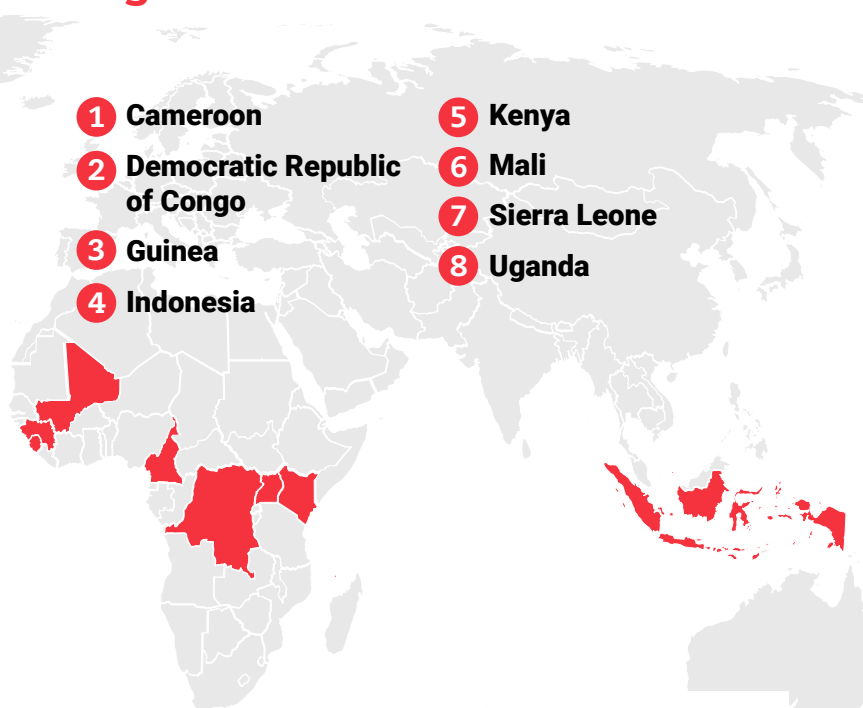 1 Cameroon
2 Democratic Republic
of Congo
3 Guinea
4 Indonesia
5 Kenya
6 Mali
7 Sierra Leone
8 Uganda